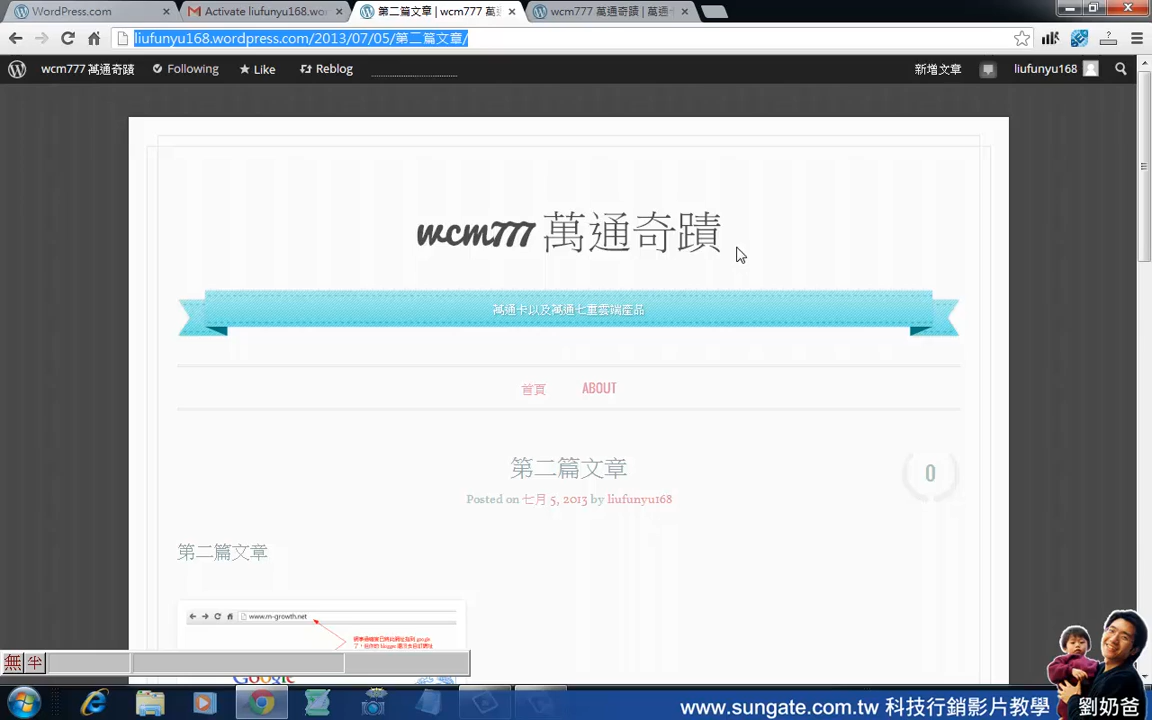 WordPress.com
Activate liufunyu168.wor
第二篇文章 | wcm777 萬
wcm777 萬通奇蹟 | 萬通
liufunyu168.wordpress.com/2013/07/05/第二篇文章/
wcm777 萬通奇蹟
Following
Like
Reblog
新增文章
liufunyu168
wcm777 萬通奇蹟
萬通卡以及萬通七重雲端產品
首頁
ABOUT
第二篇文章
0
Posted on 七月 5, 2013 by liufunyu168
第二篇文章
www.m-growth.net
無 半
www.sungate.com.tw 科技行銷影片教學
劉奶爸